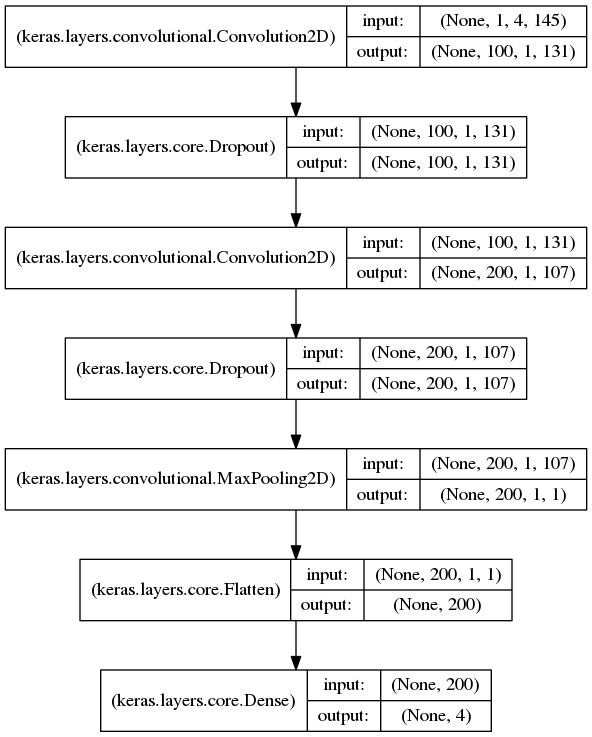 (keras.layers.convolutional.Convolution2D) input: (None, 1, 4, 145)
output: (None, 100, 1, 131)
(keras.layers.core.Dropout) input: (None, 100, 1, 131)
output: (None, 100, 1, 131)
(keras.layers.convolutional.Convolution2D) input: (None, 100, 1, 131)
output: (None, 200, 1, 107)
(keras.layers.core.Dropout) input: (None, 200, 1, 107)
output: (None, 200, 1, 107)
(keras.layers.convolutional.MaxPooling2D) input: (None, 200, 1, 107)
output: (None, 200, 1, 1)
(keras.layers.core.Flatten) input: (None, 200, 1, 1)
output: (None, 200)
(keras.layers.core.Dense) input: (None, 200)
output: (None, 4)